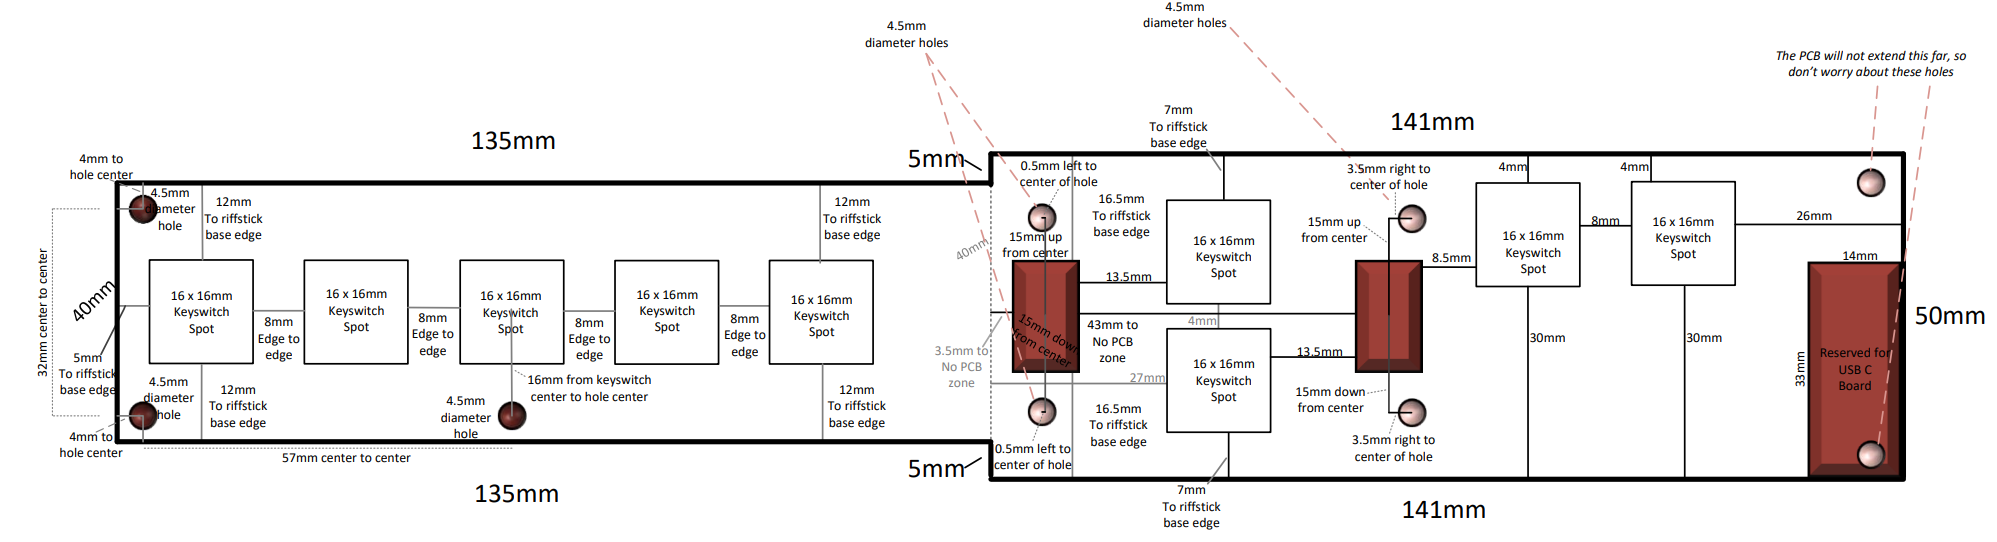 4.5mm
diameter holes
4.5mm
diameter holes
The PCB will not extend this far, so
don't worry about these holes
135mm
5mm
7mm
To riffstick
base edge
141mm
4mm to
hole center
4.5mm
diameter
hole
12mm
To riffstick
base edge
12mm
To riffstick
base edge
0.5mm left to
center of hole
16.5mm
To riffstick
base edge
3.5mm right to
center of hole
4mm
4mm
15mm up
from center
15mm up
from center
40mm
32mm center to center
40mm
16 x 16mm
Keyswitch
Spot
16 x 16mm
Keyswitch
Spot
16 x 16mm
Keyswitch
Spot
16 x 16mm
Keyswitch
Spot
16 x 16mm
Keyswitch
Spot
8mm
Edge to
edge
8mm
Edge to
edge
8mm
Edge to
edge
8mm
Edge to
edge
13.5mm
16 x 16mm
Keyswitch
Spot
8.5mm
16 x 16mm
Keyswitch
Spot
8mm
16 x 16mm
Keyswitch
Spot
26mm
14mm
50mm
15mm down
from center
43mm to
No PCB
zone
4mm
3.5mm to
No PCB
zone
27mm
16 x 16mm
Keyswitch
Spot
13.5mm
30mm
30mm
33mm
Reserved for
USB C
Board
5mm
To riffstick
base edge
4.5mm
diameter
hole
12mm
To riffstick
base edge
16mm from keyswitch
center to hole center
4.5mm
diameter
hole
12mm
To riffstick
base edge
16.5mm
To riffstick
base edge
15mm down
from center
3.5mm right to
center of hole
4mm to
hole center
57mm center to center
0.5mm left to
center of hole
5mm
135mm
7mm
To riffstick
base edge
141mm